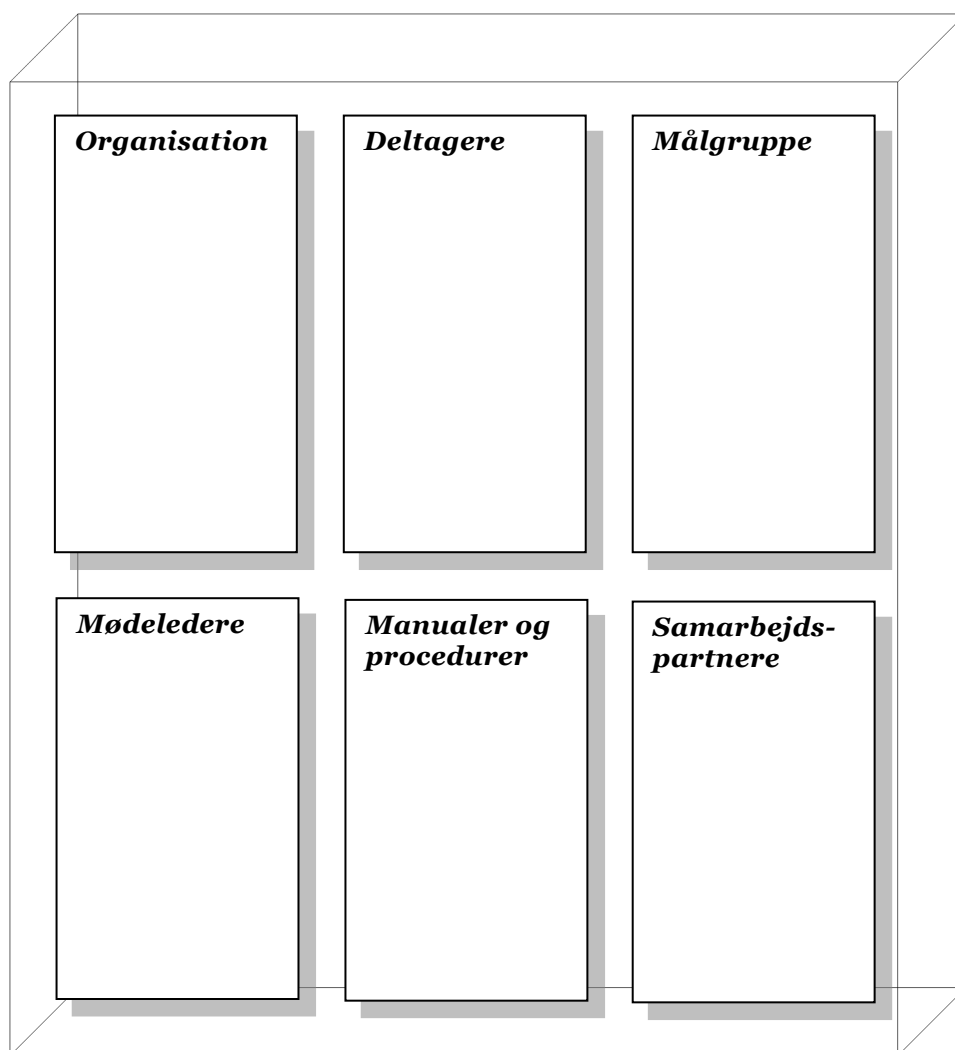 Organisation
Deltagere
Målgruppe
Mødeledere
Manualer og
procedurer
Samarbejds-
partnere